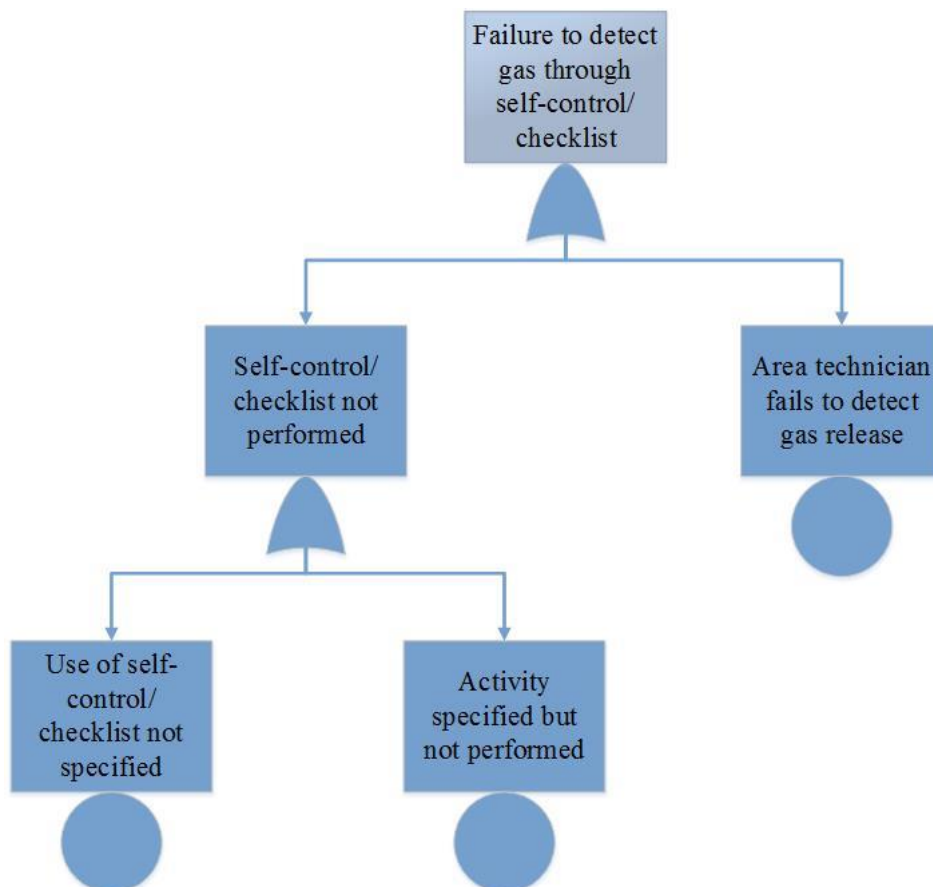 Failure to detect
gas through
self-control/
checklist
Self-control/
checklist not
performed
Area technician
fails to detect
gas release
Use of self-
control/
checklist not
specified
Activity
specified but
not performed